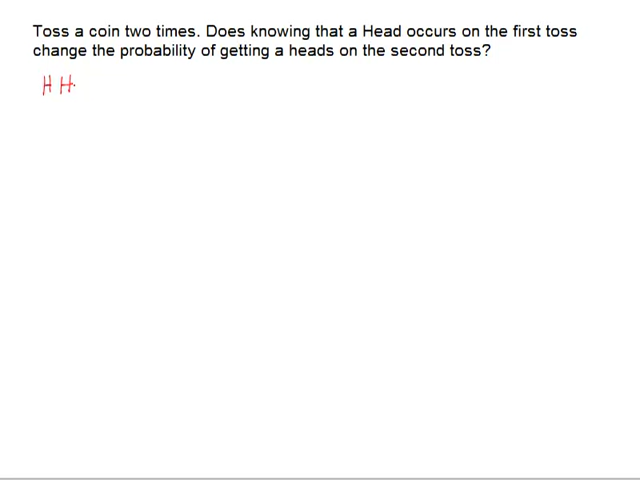 Toss a coin two times. Does knowing that a Head occurs on the first toss
change the probability of getting a heads on the second toss?
H H